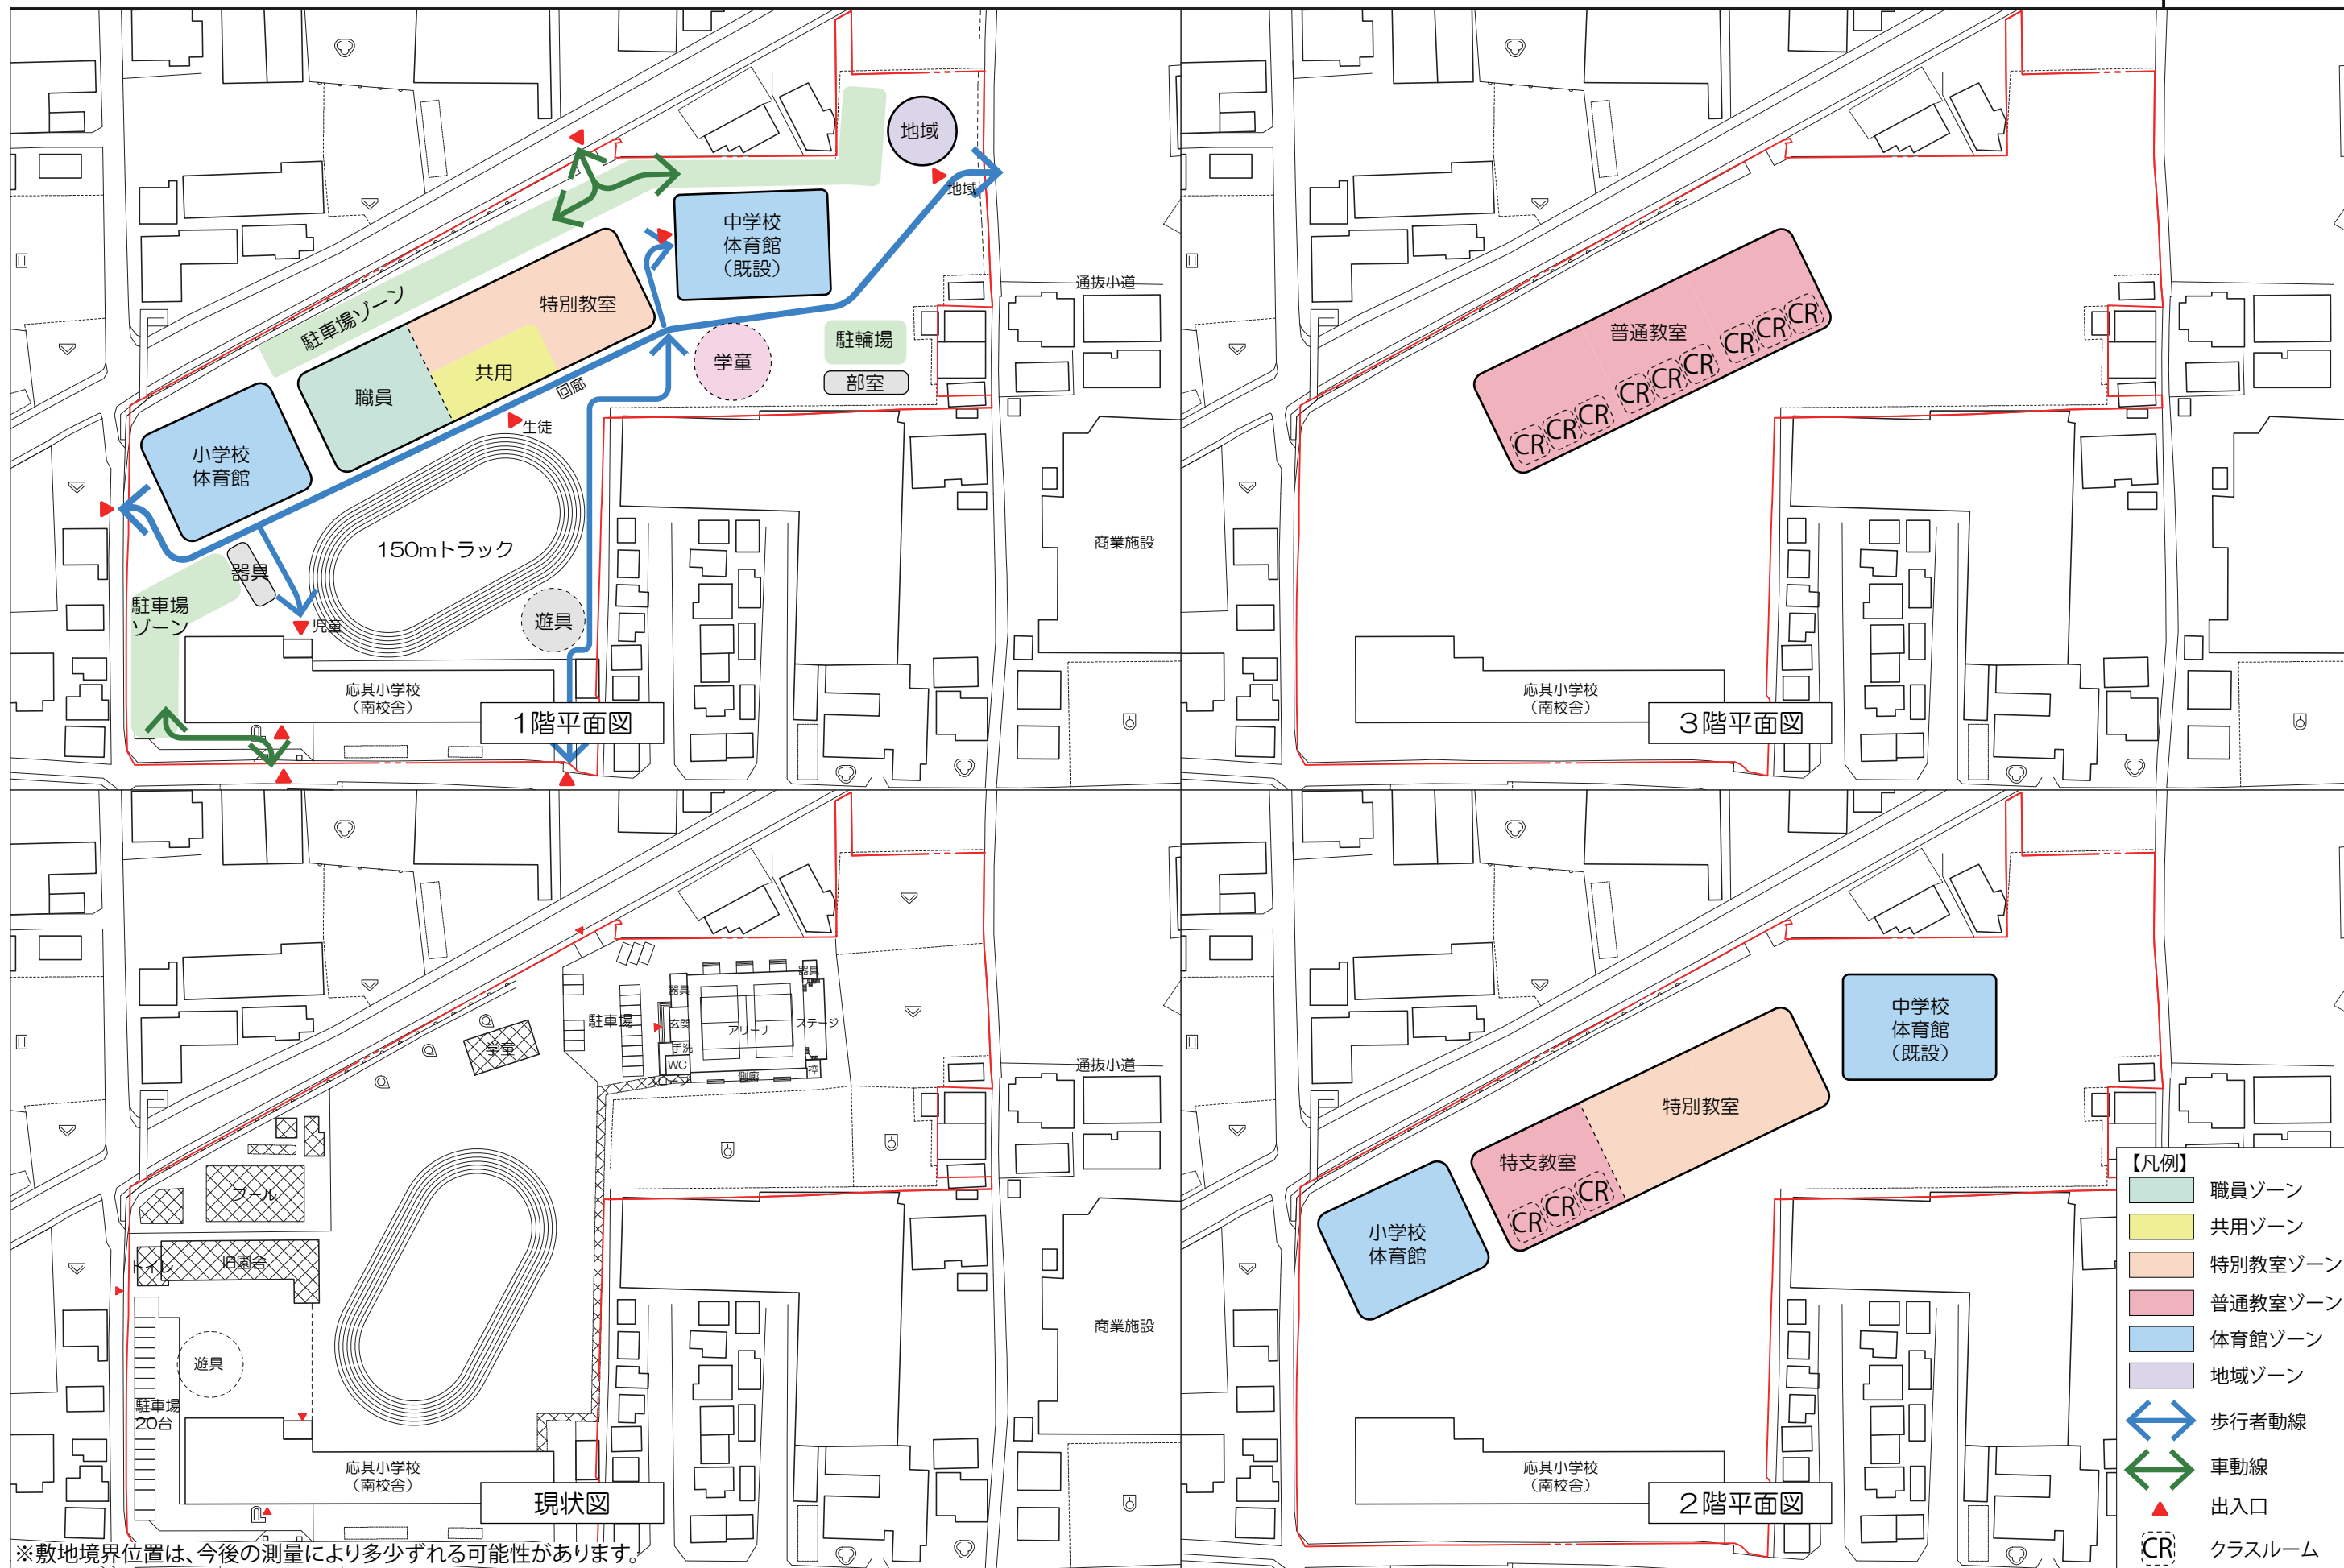 地域
地域
中学校
体育館
（既設）
特別教室
駐車場ゾーン
共用
職員
回廊
学童
駐輪場
部室
通抜小道
生徒
小学校
体育館
150mトラック
商業施設
器具
駐車場
ゾーン
遊具
児童
応其小学校
（南校舎）
1階平面図
普通教室
CR CR CR CR CR CR CR CR CR
応其小学校
（南校舎）
3階平面図
器具
器具
駐車場
玄関
アリーナ
ステージ
手洗
WC
側廊
控
学童
通抜小道
プール
トイレ
旧園舎
商業施設
遊具
駐車場
20台
応其小学校
（南校舎）
現状図
※敷地境界位置は、今後の測量により多少ずれる可能性があります。
中学校
体育館
（既設）
特別教室
特支教室
CR CR CR
小学校
体育館
応其小学校
（南校舎）
2階平面図
【凡例】
職員ゾーン
共用ゾーン
特別教室ゾーン
普通教室ゾーン
体育館ゾーン
地域ゾーン
歩行者動線
車動線
出入口
CR クラスルーム